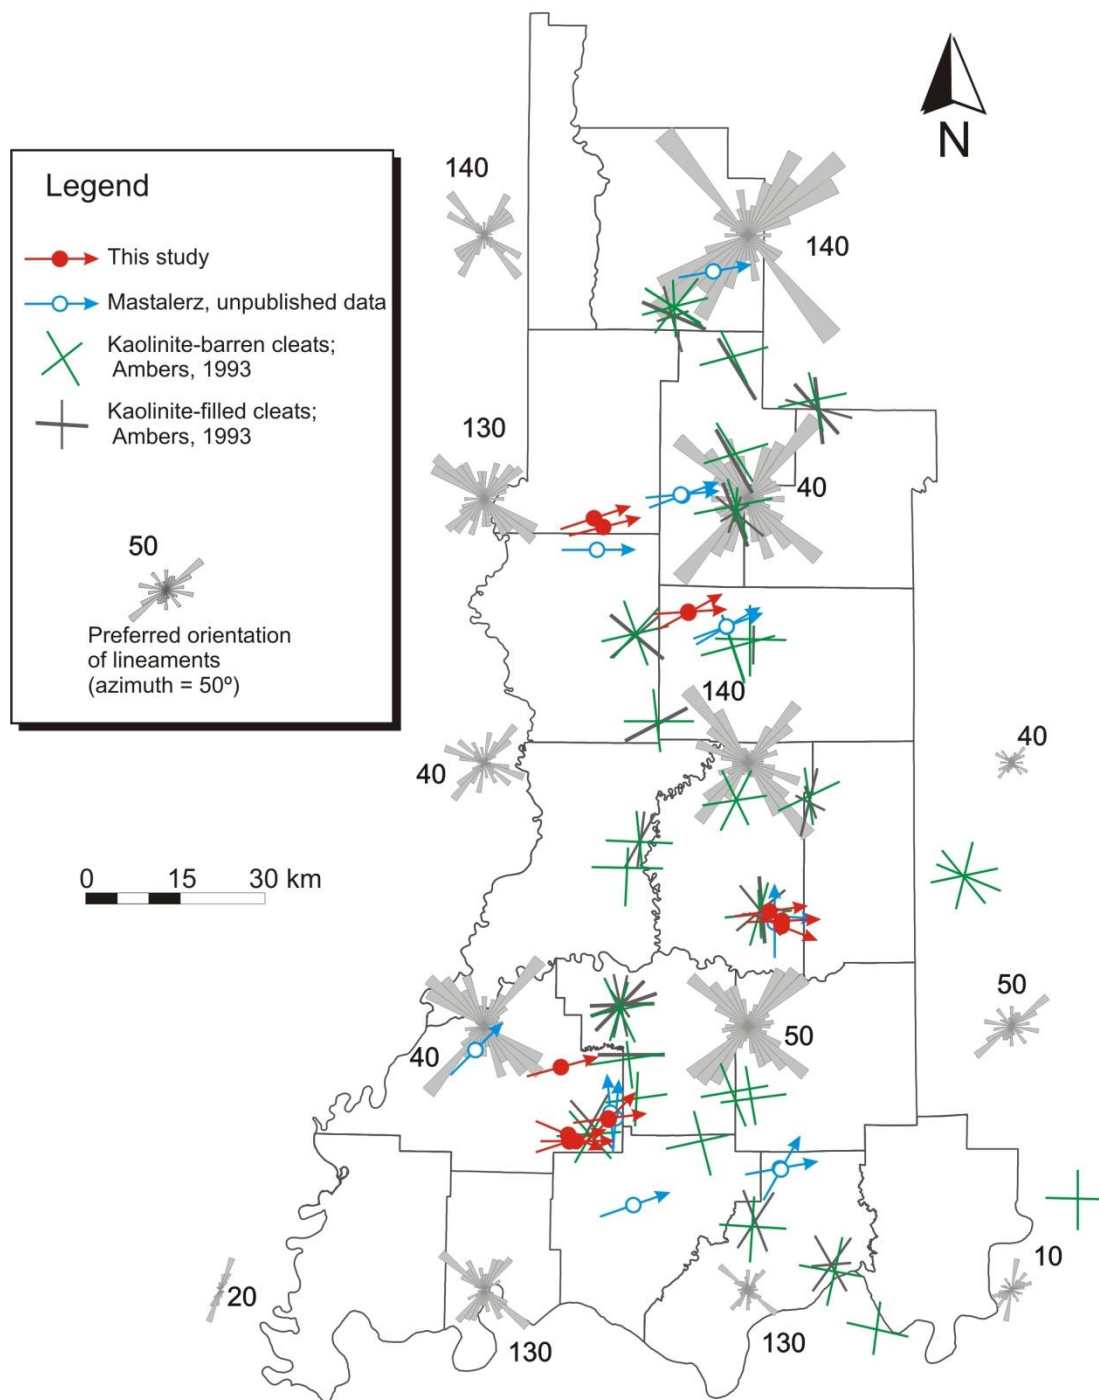 N
140
140
Legend
This study
Mastalerz, unpublished data
Kaolinite-barren cleats;
Ambers, 1993
Kaolinite-filled cleats;
Ambers, 1993
50
Preferred orientation
of lineaments
(azimuth = 50º)
130
40
140
40
40
0 15 30 km
50
40
50
10
20
130
130